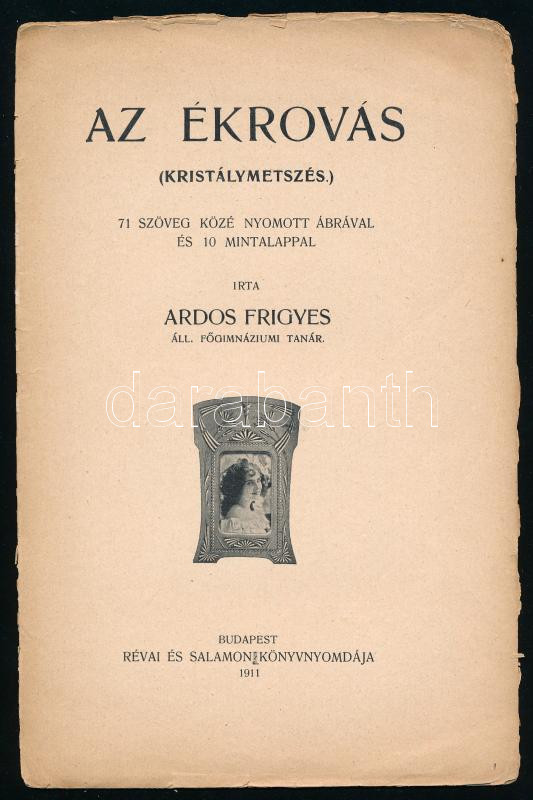 AZ ÉKROVÁS
(KRISTÁLYMETSZÉS.)
71 SZÖVEG KÖZÉ NYOMOTT ÁBRÁVAL
ÉS 10 MINTALAPPAL
IRTA
ARDOS FRIGYES
ÁLL. FŐGIMNÁZIUMI TANÁR.
darabanth
BUDAPEST
RÉVAI ÉS SALAMON KÖNYVNYOMDÁJA
1911